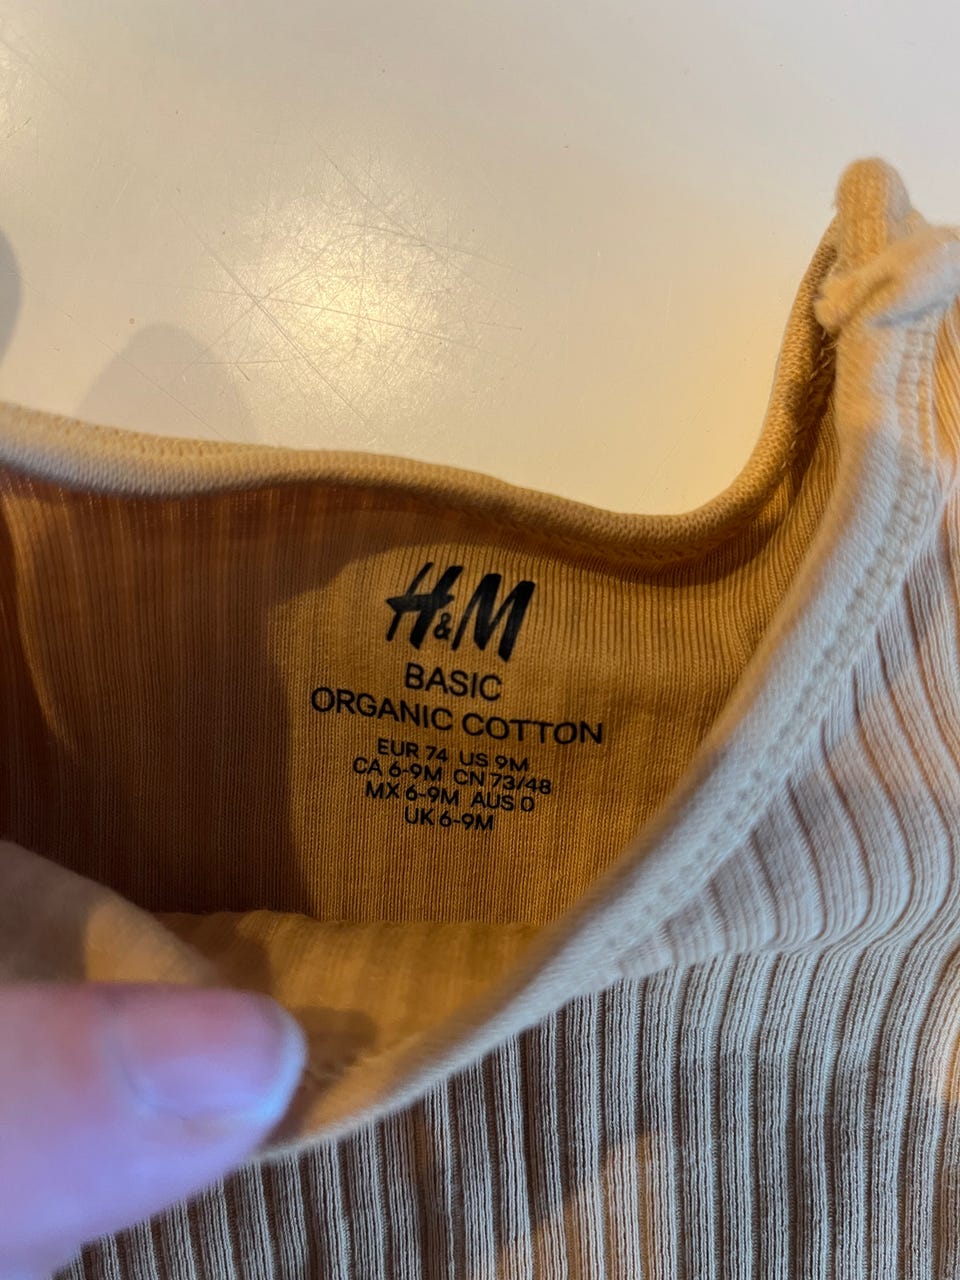 H&M
BASIC
ORGANIC COTTON
EUR 74 US 9M
CA 6-9M CN 73/48
MX 6-9M AUS 0
UK 6-9M